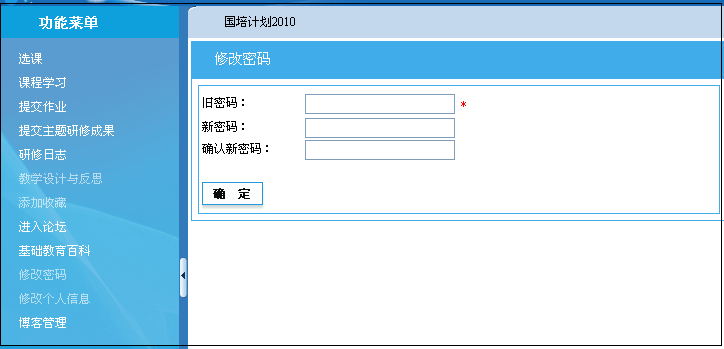 功能菜单
选课
课程学习
提交作业
提交主题研修成果
研修日志
教学设计与反思
添加收藏
进入论坛
基础教育百科
修改密码
修改个人信息
博客管理
国培计划2010
修改密码
旧密码： *
新密码：
确认新密码：
确 定